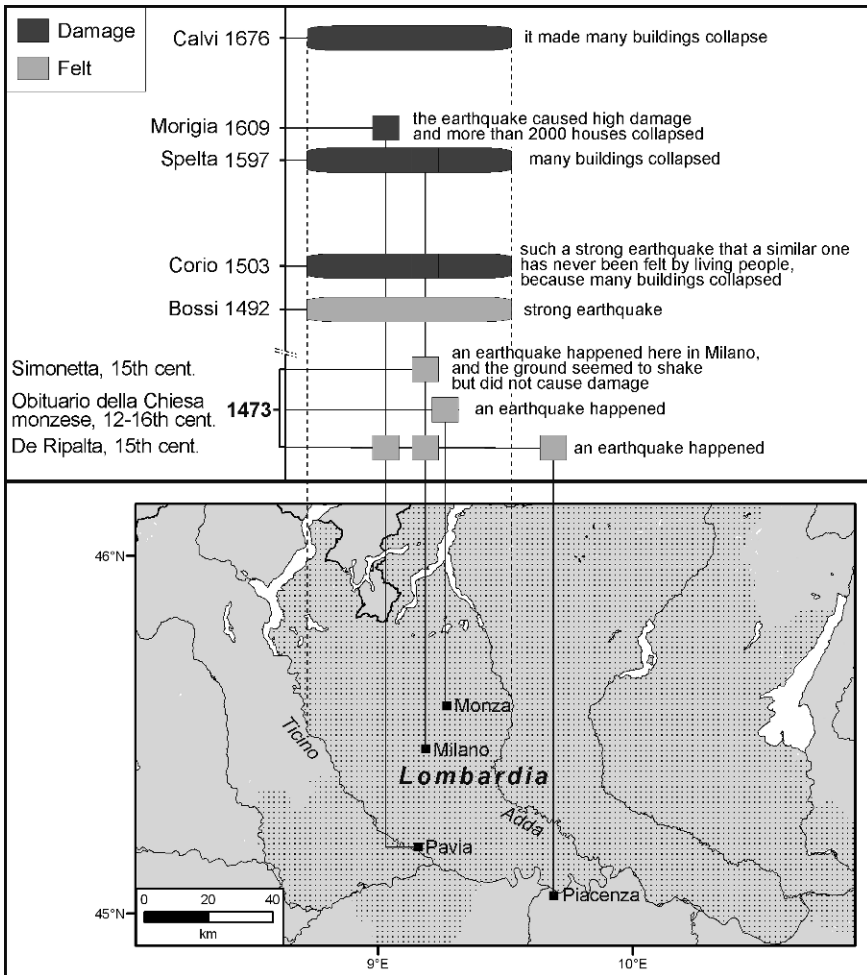 Damage
Felt
Calvi 1676
it made many buildings collapse
Morigia 1609
the earthquake caused high damage
and more than 2000 houses collapsed
Spelta 1597
many buildings collapsed
Corio 1503
such a strong earthquake that a similar one
has never been felt by living people,
because many buildings collapsed
Bossi 1492
strong earthquake
Simonetta, 15th cent.
an earthquake happened here in Milano,
and the ground seemed to shake
but did not cause damage
Obituario della Chiesa
monzese, 12-16th cent.
1473
an earthquake happened
De Ripalta, 15th cent.
an earthquake happened
46°N
Monza
Ticino
Milano
Lombardia
Adda
Pavia
Piacenza
0 20 40
km
45°N
9°E 10°E